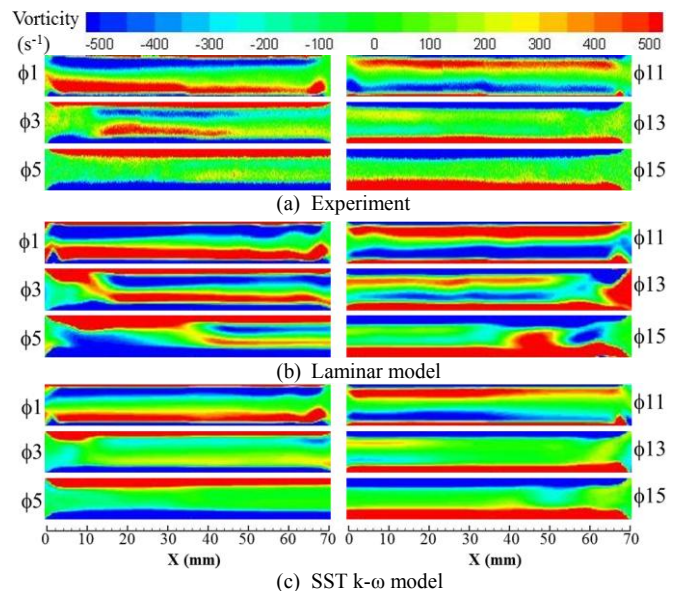 Vorticity
(s-1)
-500 -400 -300 -200 -100 0 100 200 300 400 500
ϕ1 ϕ11
ϕ3 ϕ13
ϕ5 ϕ15
(a) Experiment
ϕ1 ϕ11
ϕ3 ϕ13
ϕ5 ϕ15
(b) Laminar model
ϕ1 ϕ11
ϕ3 ϕ13
ϕ5 ϕ15
0 10 20 30 40 50 60 70 0 10 20 30 40 50 60 70
X (mm) X (mm)
(c) SST k-ω model